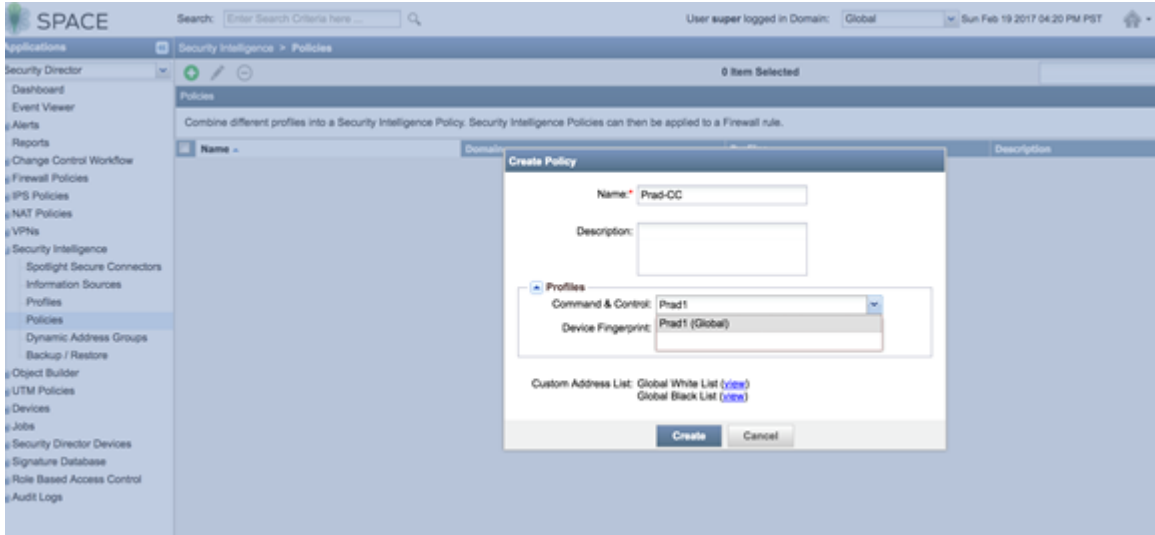 SPACE
Search: Enter Search Criteria here ...
User super logged in Domain: Global
Sun Feb 19 2017 04:20 PM PST
Applications
Security Intelligence > Policies
Security Director
0 Item Selected
Dashboard
Event Viewer
Alerts
Reports
Change Control Workflow
Firewall Policies
IPS Policies
NAT Policies
VPNs
Security Intelligence
Spotlight Secure Connectors
Information Sources
Profiles
Policies
Dynamic Address Groups
Backup / Restore
Object Builder
UTM Policies
Devices
Jobs
Security Director Devices
Signature Database
Role Based Access Control
Audit Logs
Policies
Combine different profiles into a Security Intelligence Policy. Security Intelligence Policies can then be applied to a Firewall rule.
Name Domain Description
Create Policy
Name:* Prad-CC
Description:
Profiles
Command & Control: Prad1
Device Fingerprint: Prad1 (Global)
Custom Address List: Global White List (view)
Global Black List (view)
Create Cancel